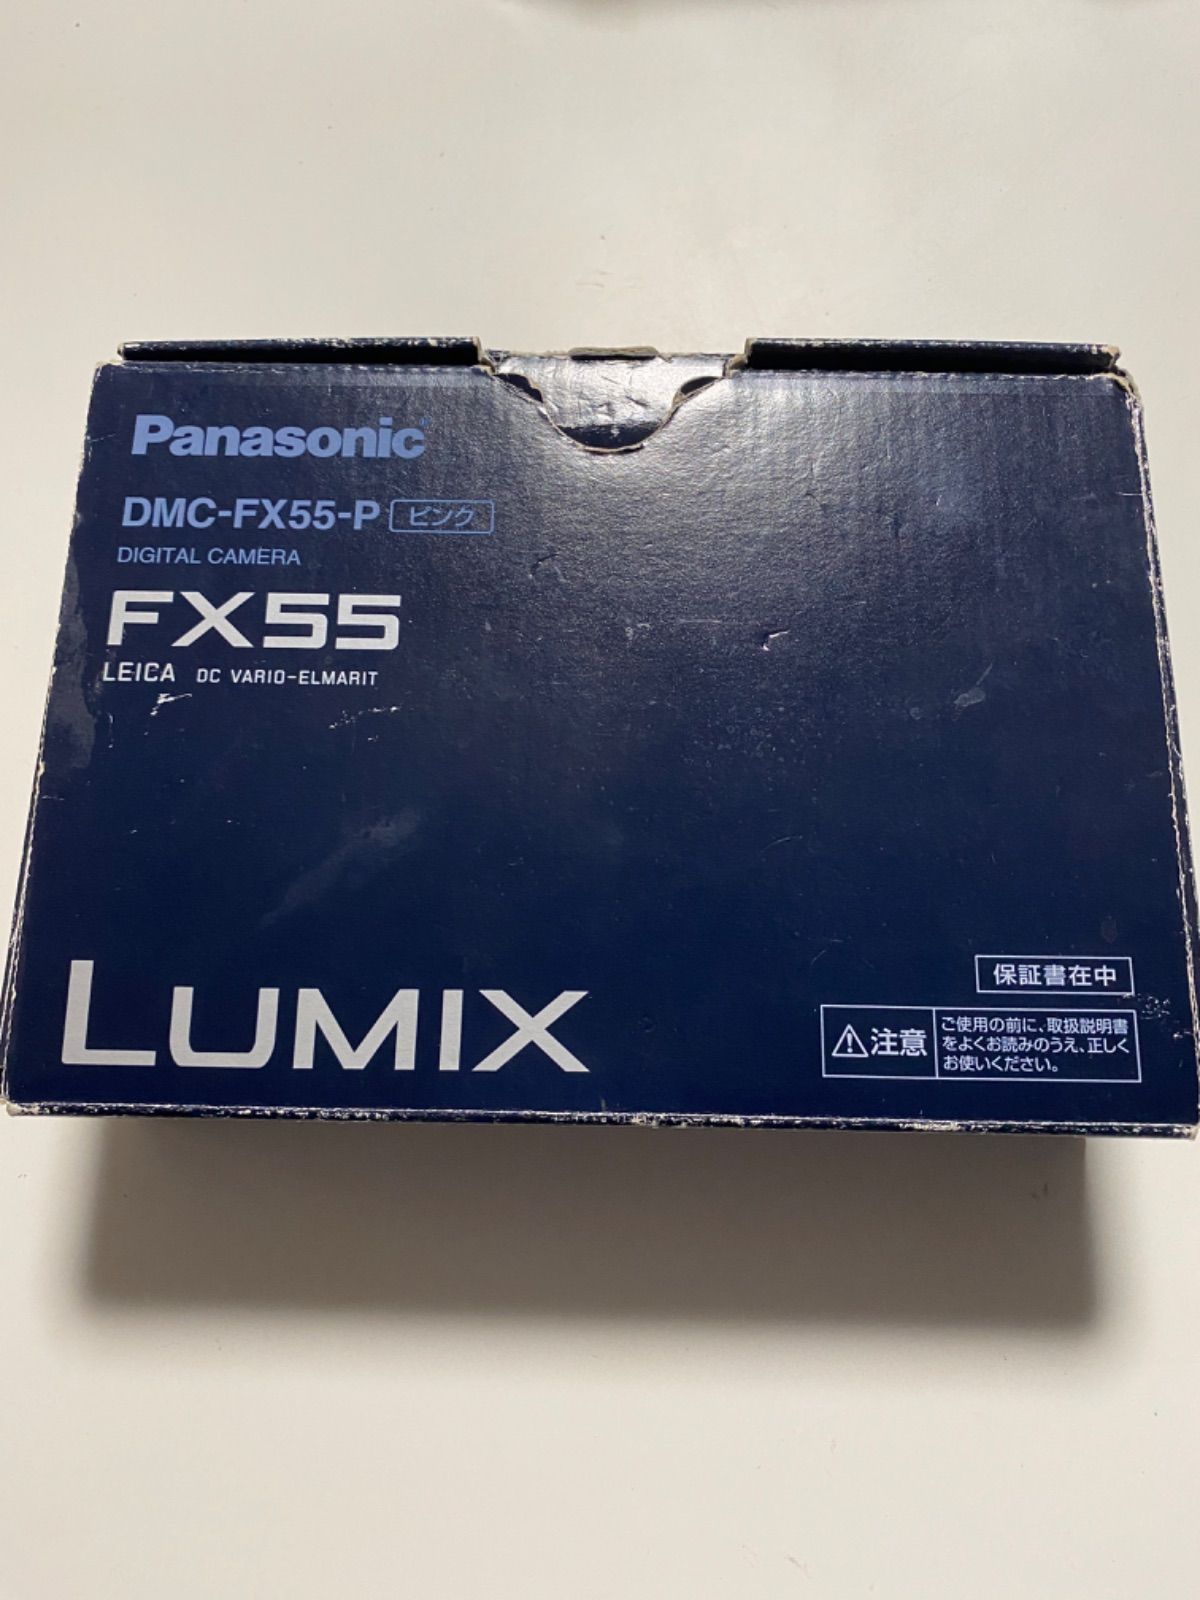 Panasonic
DMC-FX55-P ピンク
DIGITAL CAMERA
FX55
LEICA DC VARIO-ELMARIT
LUMIX
保証書在中
注意
ご使用の前に、取扱説明書
をよくお読みのうえ、正しく
お使いください。